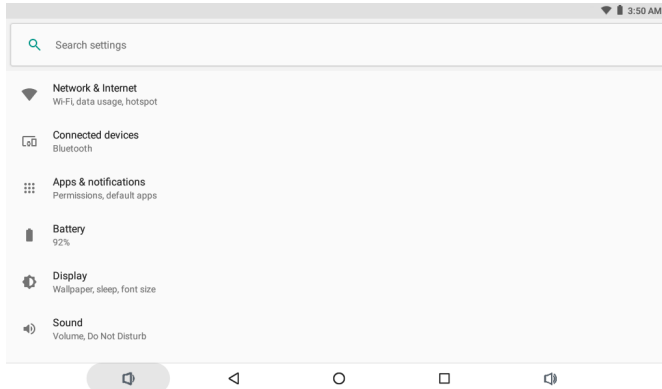 3:50 AM
Search settings
Network & Internet
Wi-Fi, data usage, hotspot
Connected devices
Bluetooth
Apps & notifications
Permissions, default apps
Battery
92%
Display
Wallpaper, sleep, font size
Sound
Volume, Do Not Disturb